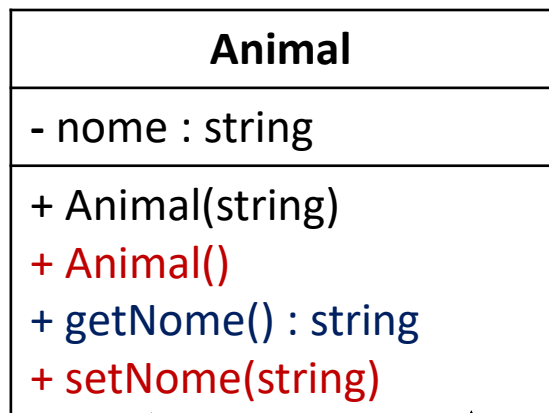 Animal
- nome : string
+ Animal(string)
+ Animal()
+ getNome() : string
+ setNome(string)